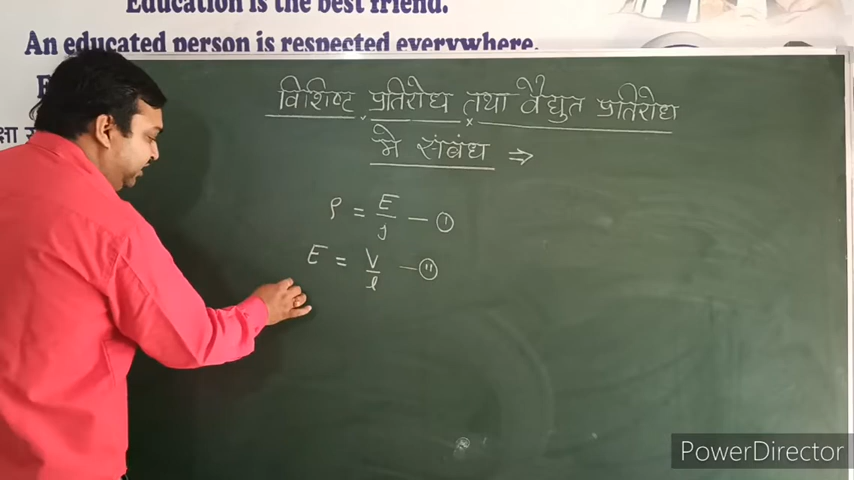 Education is the best friend.
An educated person is respected everywhere.
विशिष्ट प्रतिरोध तथा वैद्युत प्रतिरोध
मे संबंध ⇒
ρ = E/J — ①
E = V/l — ⑪
PowerDirector